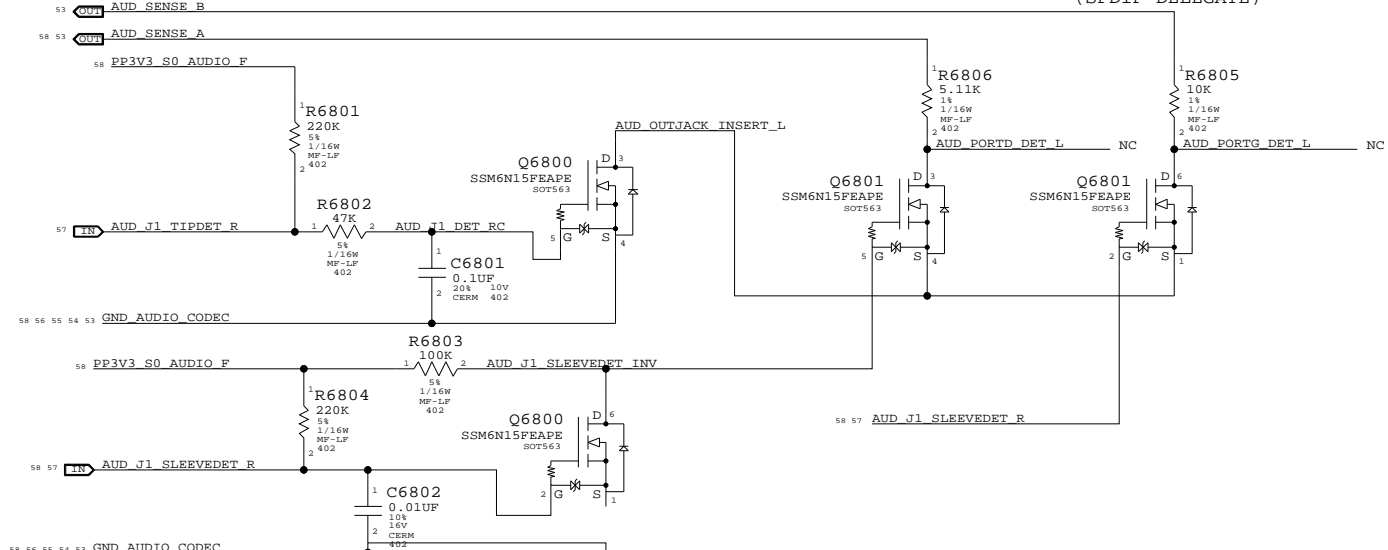 (SPDIF DELEGATE)
53 OUT AUD_SENSE_B
58 53 OUT AUD_SENSE_A
58 PP3V3_S0_AUDIO_F
1
R6801
220K
5%
1/16W
MF-LF
402
2
1
R6806
5.11K
1%
1/16W
MF-LF
402
2
1
R6805
10K
1%
1/16W
MF-LF
402
2
AUD_OUTJACK_INSERT_L
AUD_PORTD_DET_L NC
AUD_PORTG_DET_L NC
Q6800
SSM6N15FEAPE
SOT563
D 3
5 G S 4
Q6801
SSM6N15FEAPE
SOT563
D 3
5 G S 4
Q6801
SSM6N15FEAPE
SOT563
D 6
2 G S 1
57 IN AUD_J1_TIPDET_R
R6802
47K
1 2
5%
1/16W
MF-LF
402
AUD_J1_DET_RC
1
C6801
0.1UF
20% 10V
CERM 402
2
58 56 55 54 53 GND_AUDIO_CODEC
58 PP3V3_S0_AUDIO_F
R6803
100K
1 2
5%
1/16W
MF-LF
402
AUD_J1_SLEEVEDET_INV
1
R6804
220K
5%
1/16W
MF-LF
402
2
Q6800
SSM6N15FEAPE
SOT563
D 6
2 G S 1
58 57 AUD_J1_SLEEVEDET_R
58 57 IN AUD_J1_SLEEVEDET_R
1
C6802
0.01UF
10%
16V
CERM
402
2
58 56 55 54 53 GND_AUDIO_CODEC